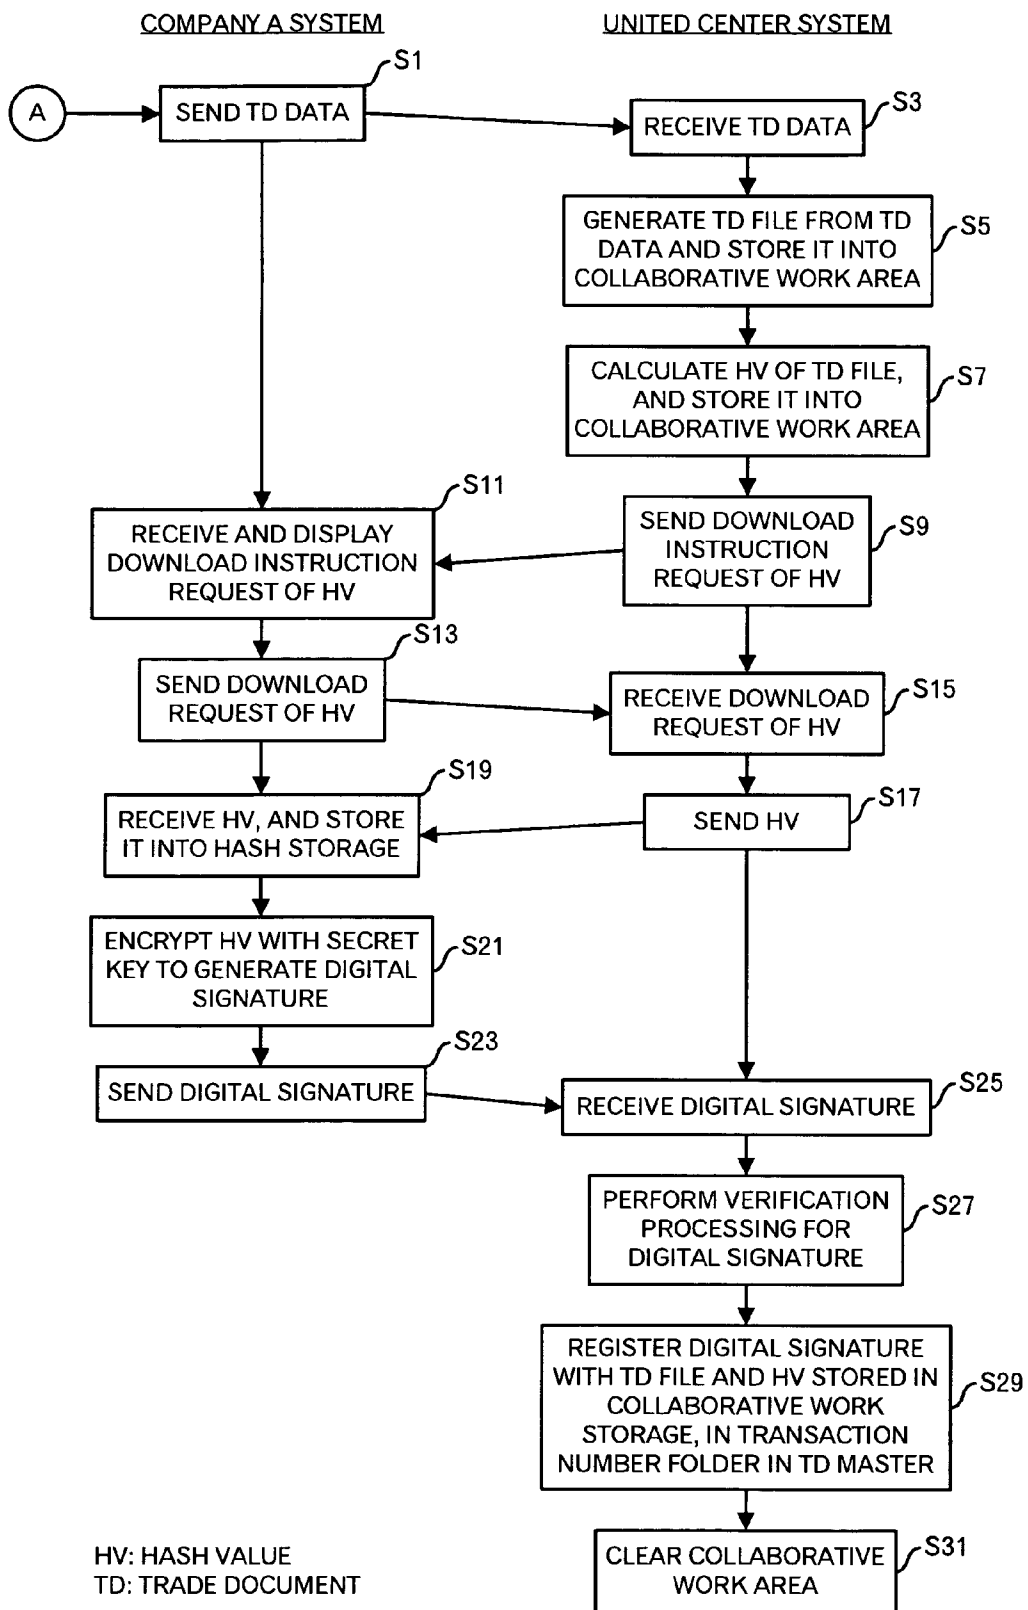 COMPANY A SYSTEM
UNITED CENTER SYSTEM
A
SEND TD DATA
S1
RECEIVE TD DATA
S3
GENERATE TD FILE FROM TD
DATA AND STORE IT INTO
COLLABORATIVE WORK AREA
S5
CALCULATE HV OF TD FILE,
AND STORE IT INTO
COLLABORATIVE WORK AREA
S7
SEND DOWNLOAD
INSTRUCTION
REQUEST OF HV
S9
RECEIVE AND DISPLAY
DOWNLOAD INSTRUCTION
REQUEST OF HV
S11
SEND DOWNLOAD
REQUEST OF HV
S13
RECEIVE DOWNLOAD
REQUEST OF HV
S15
SEND HV
S17
RECEIVE HV, AND STORE
IT INTO HASH STORAGE
S19
ENCRYPT HV WITH SECRET
KEY TO GENERATE DIGITAL
SIGNATURE
S21
SEND DIGITAL SIGNATURE
S23
RECEIVE DIGITAL SIGNATURE
S25
PERFORM VERIFICATION
PROCESSING FOR
DIGITAL SIGNATURE
S27
REGISTER DIGITAL SIGNATURE
WITH TD FILE AND HV STORED IN
COLLABORATIVE WORK
STORAGE, IN TRANSACTION
NUMBER FOLDER IN TD MASTER
S29
CLEAR COLLABORATIVE
WORK AREA
S31
HV: HASH VALUE
TD: TRADE DOCUMENT